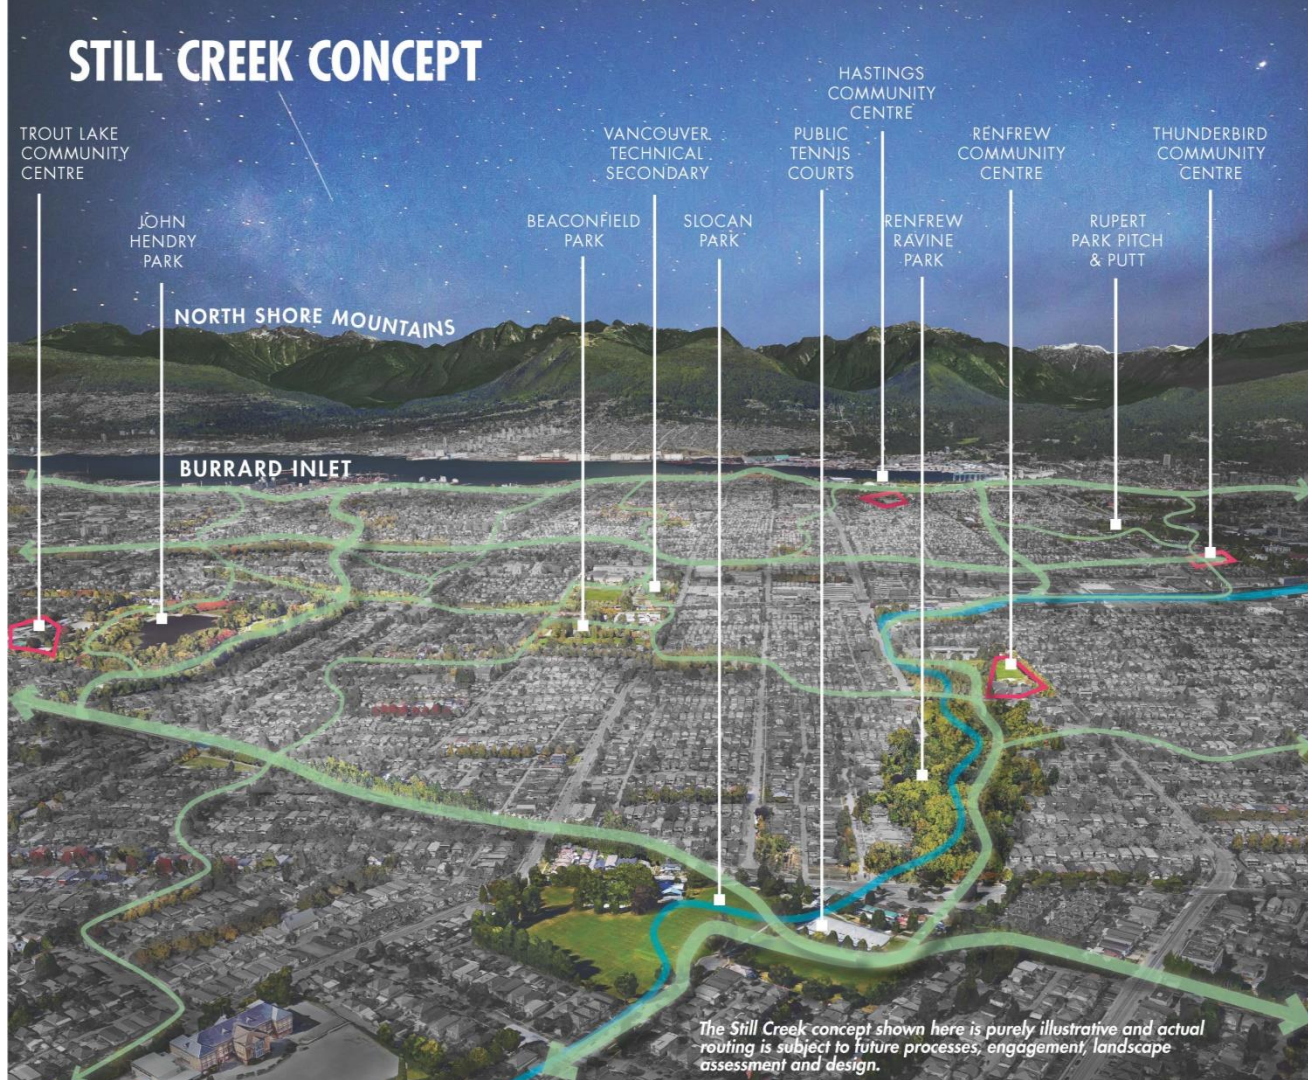 STILL CREEK CONCEPT
HASTINGS
COMMUNITY
CENTRE
TROUT LAKE
COMMUNITY
CENTRE
VANCOUVER
TECHNICAL
SECONDARY
PUBLIC
TENNIS
COURTS
RENFREW
COMMUNITY
CENTRE
THUNDERBIRD
COMMUNITY
CENTRE
JOHN
HENDRY
PARK
BEACONFIELD
PARK
SLOCAN
PARK
RENFREW
RAVINE
PARK
RUPERT
PARK PITCH
& PUTT
NORTH SHORE MOUNTAINS
BURRARD INLET
The Still Creek concept shown here is purely illustrative and actual
routing is subject to future processes, engagement, landscape
assessment and design.